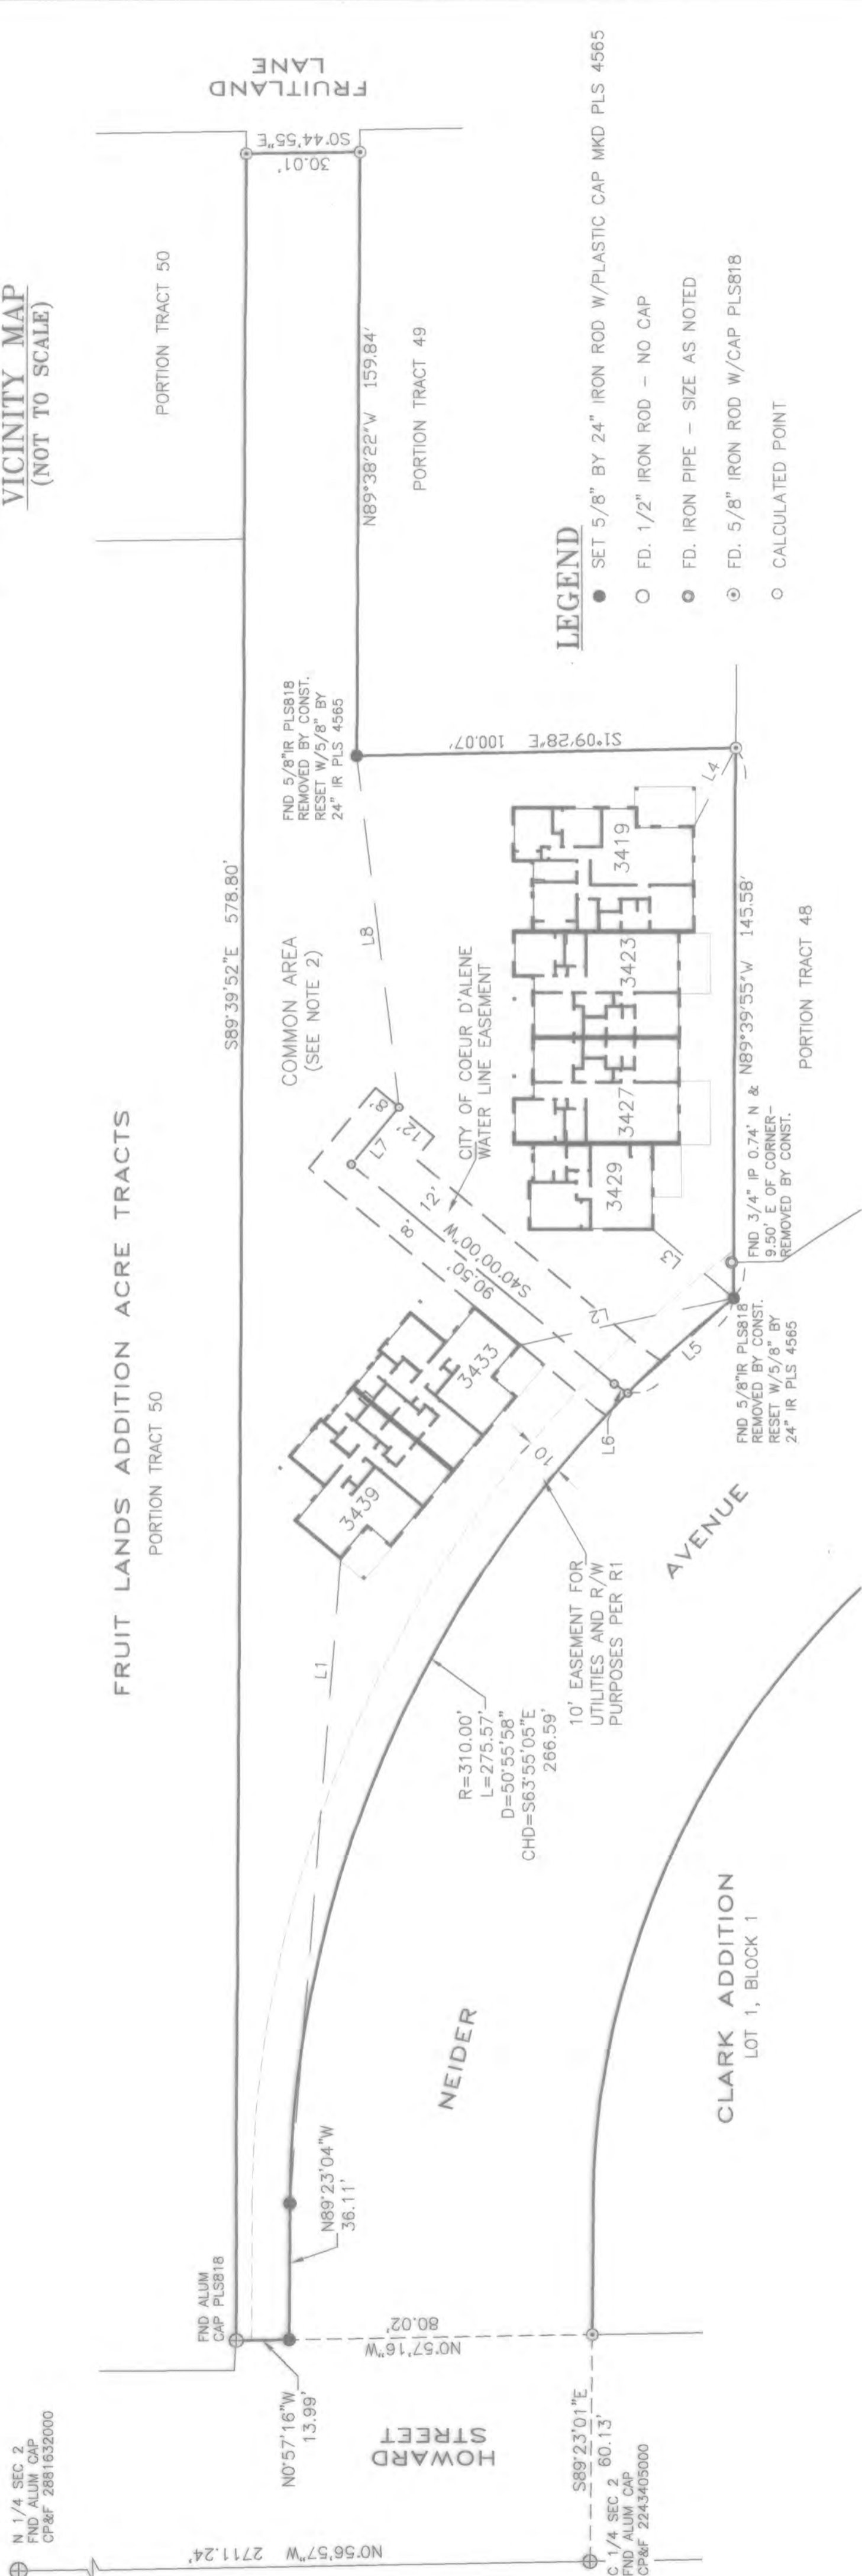 VICINITY MAP
(NOT TO SCALE)
FRUITLAND
LANE
S0°44'55"E
30.01'
PORTION TRACT 50
N89°38'22"W 159.84'
PORTION TRACT 49
LEGEND
SET 5/8" BY 24" IRON ROD W/PLASTIC CAP MKD PLS 4565
FD. 1/2" IRON ROD - NO CAP
FD. IRON PIPE - SIZE AS NOTED
FD. 5/8" IRON ROD W/CAP PLS818
CALCULATED POINT
FND 5/8"IR PLS818
REMOVED BY CONST.
RESET W/5/8" BY
24" IR PLS 4565
S1°09'28"E 100.07'
S89°39'52"E 578.80'
COMMON AREA
(SEE NOTE 2)
L8
L4
3419
3423
3427
3429
CITY OF COEUR D'ALENE
WATER LINE EASEMENT
N89°39'55"W 145.58'
PORTION TRACT 48
FND 3/4" IP 0.74' N &
9.50' E OF CORNER-
REMOVED BY CONST.
8'
12'
L7
12'
8'
S40°00'00"W
90.50'
L3
L2
L5
L6
FND 5/8"IR PLS818
REMOVED BY CONST.
RESET W/5/8" BY
24" IR PLS 4565
FRUIT LANDS ADDITION ACRE TRACTS
PORTION TRACT 50
3433
3439
10'
L1
10' EASEMENT FOR
UTILITIES AND R/W
PURPOSES PER R1
AVENUE
R=310.00'
L=275.57'
D=50°55'58"
CHD=S63°55'05"E
266.59'
NEIDER
CLARK ADDITION
LOT 1, BLOCK 1
N89°23'04"W
36.11'
FND ALUM
CAP PLS818
N0°57'16"W
80.02'
N0°57'16"W
13.99'
HOWARD
STREET
S89°23'01"E
60.13'
N 1/4 SEC 2
FND ALUM CAP
CP&F 2881632000
N0°56'57"W 2711.24'
C 1/4 SEC 2
FND ALUM CAP
CP&F 2243405000